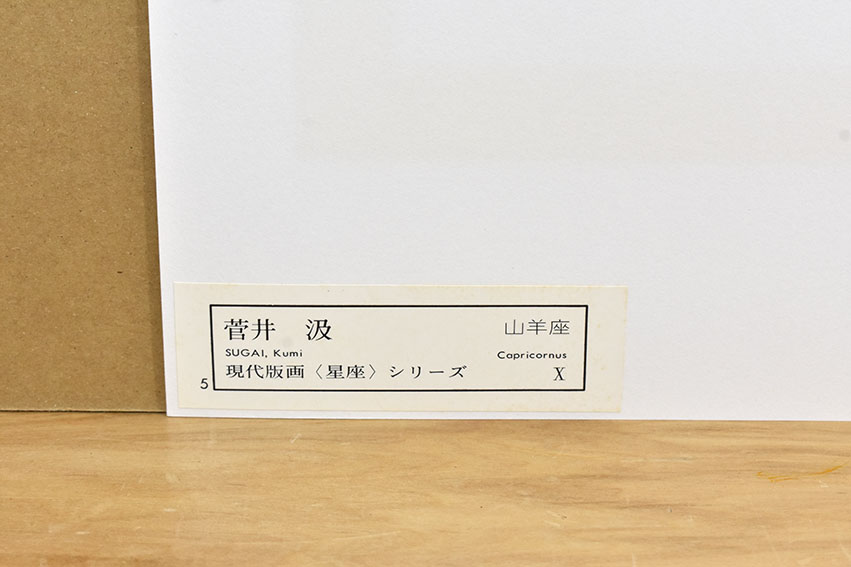 菅井　汲
SUGAI, Kumi
現代版画〈星座〉シリーズ
山羊座
Capricornus
X
5